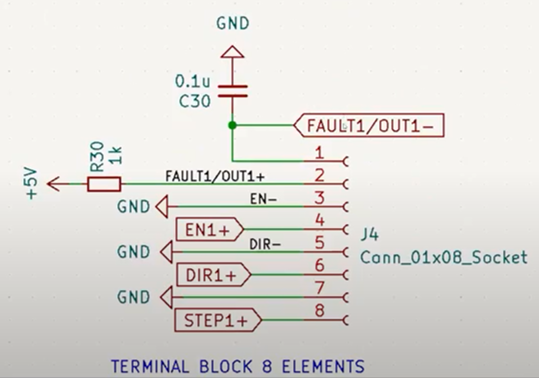 GND
0.1u
C30
FAULT1/OUT1-
1
R30
1k
+5V
FAULT1/OUT1+
2
GND
EN-
3
EN1+
4
J4
GND
DIR-
5
Conn_01x08_Socket
DIR1+
6
GND
7
STEP1+
8
TERMINAL BLOCK 8 ELEMENTS